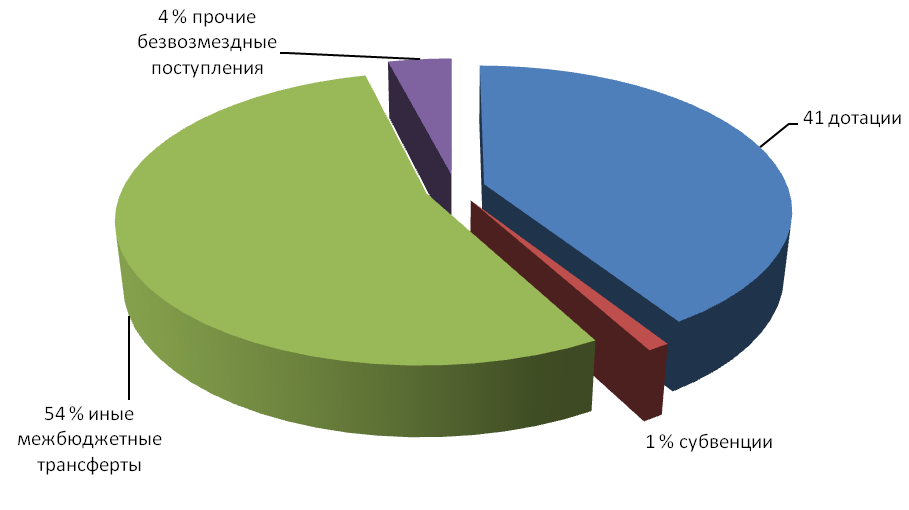 4 % прочие
безвозмездные
поступления
41 дотации
54 % иные
межбюджетные
трансферты
1 % субвенции